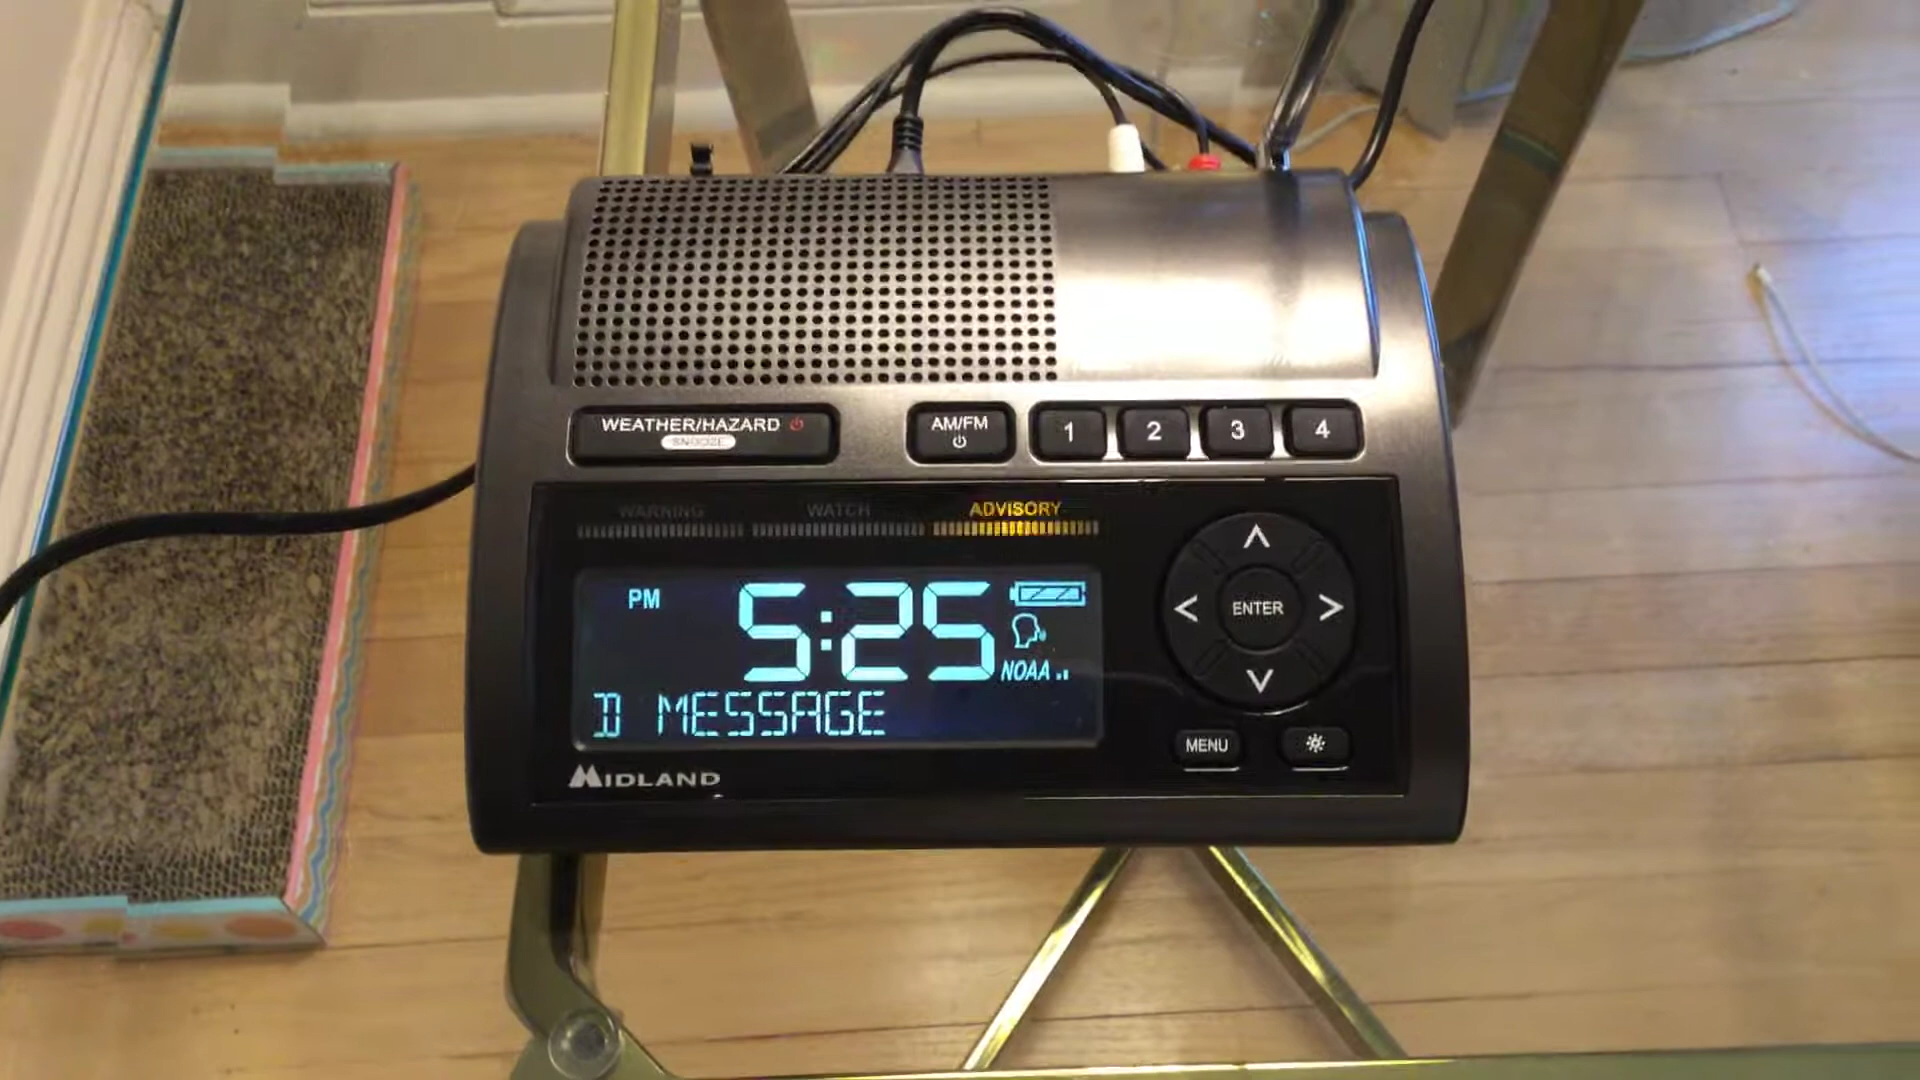 WEATHER/HAZARD
SNOOZE
AM/FM
1
2
3
4
WARNING
WATCH
ADVISORY
PM
5:25
NOAA
D MESSAGE
MIDLAND
ENTER
MENU